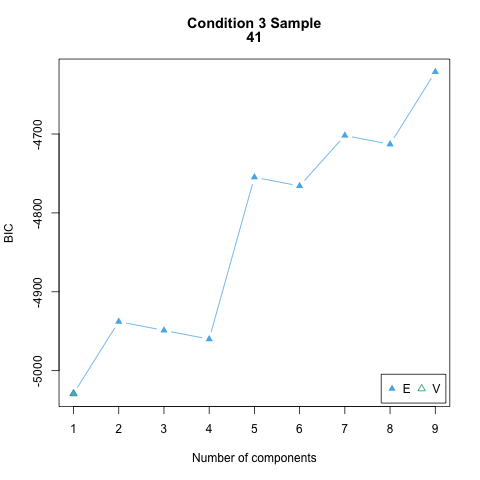 Condition 3 Sample
41
BIC
-4700
-4800
-4900
-5000
1 2 3 4 5 6 7 8 9
Number of components
E V